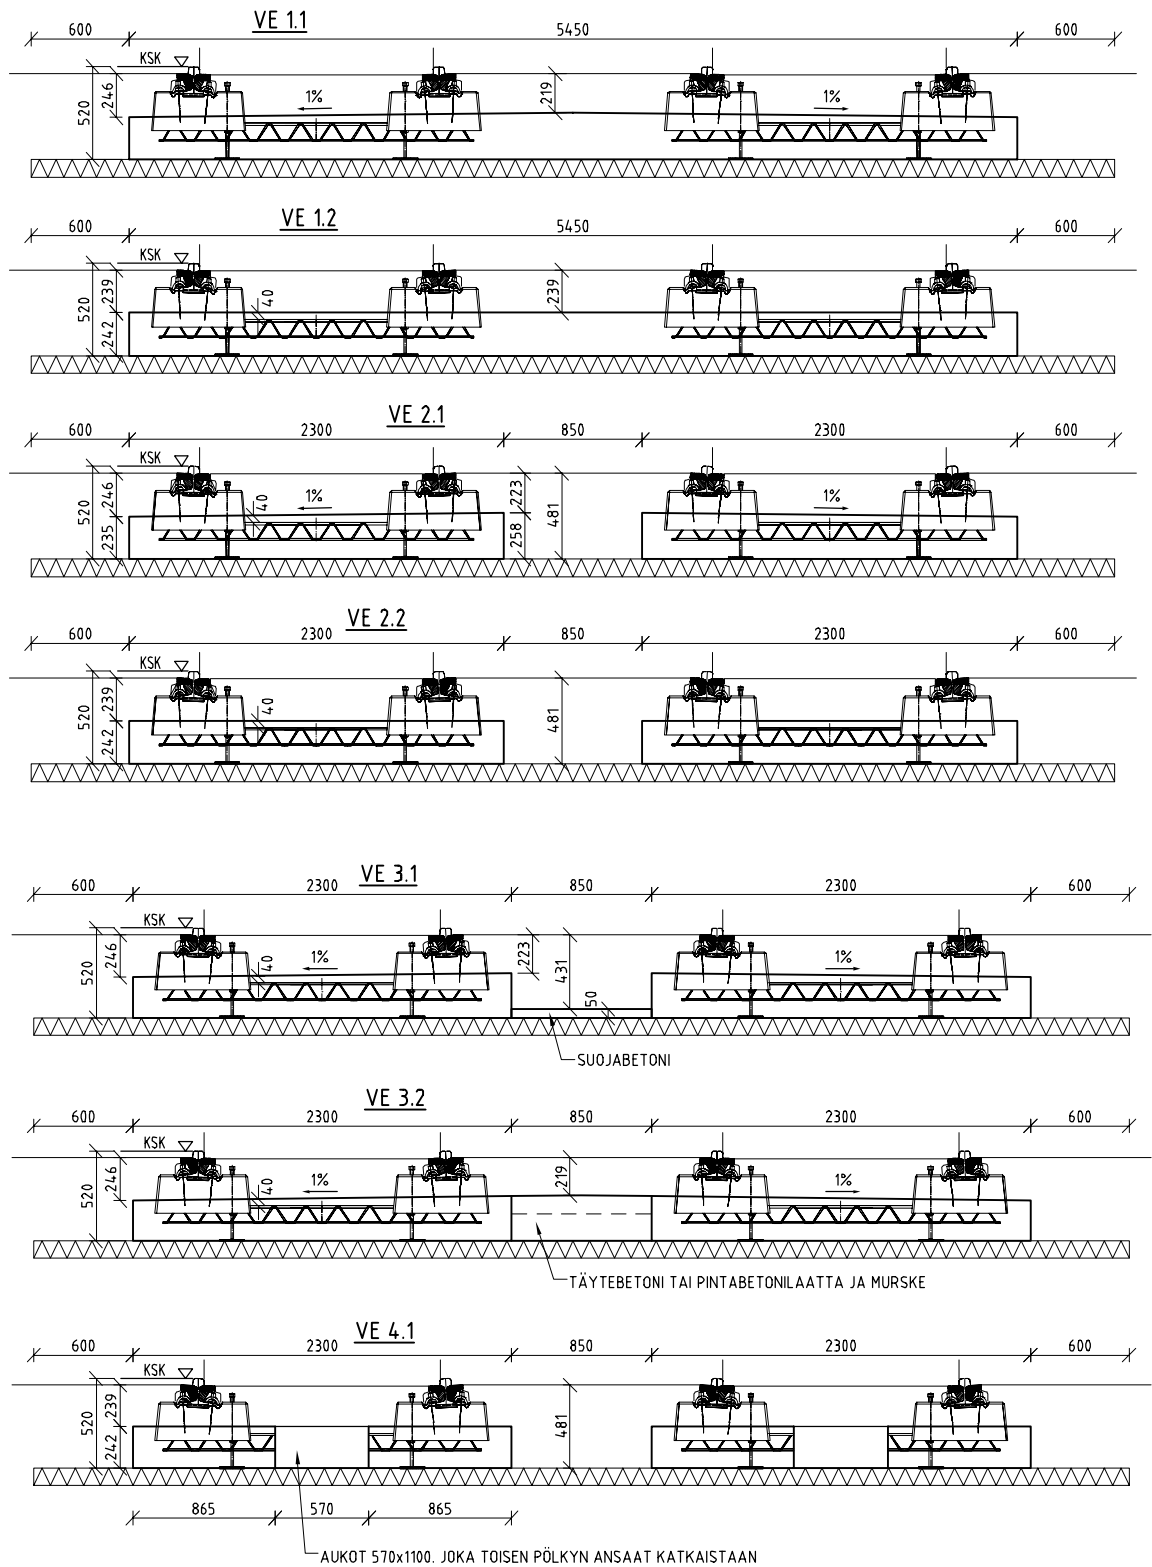 VE 1.1
600 5450 600
KSK
520 246 1% 219 1%
VE 1.2
600 5450 600
KSK
520 239 242 40 239
VE 2.1
600 2300 850 2300 600
KSK
520 246 235 40 1% 223 258 481 1%
VE 2.2
600 2300 850 2300 600
KSK
520 239 242 40 481
VE 3.1
600 2300 850 2300 600
KSK
520 246 40 1% 223 431 50 1%
SUOJABETONI
VE 3.2
600 2300 850 2300 600
KSK
520 246 40 1% 219 1%
TÄYTEBETONI TAI PINTABETONILAATTA JA MURSKE
VE 4.1
600 2300 850 2300 600
KSK
520 239 242 481
865 570 865
AUKOT 570x1100. JOKA TOISEN PÖLKYN ANSAAT KATKAISTAAN